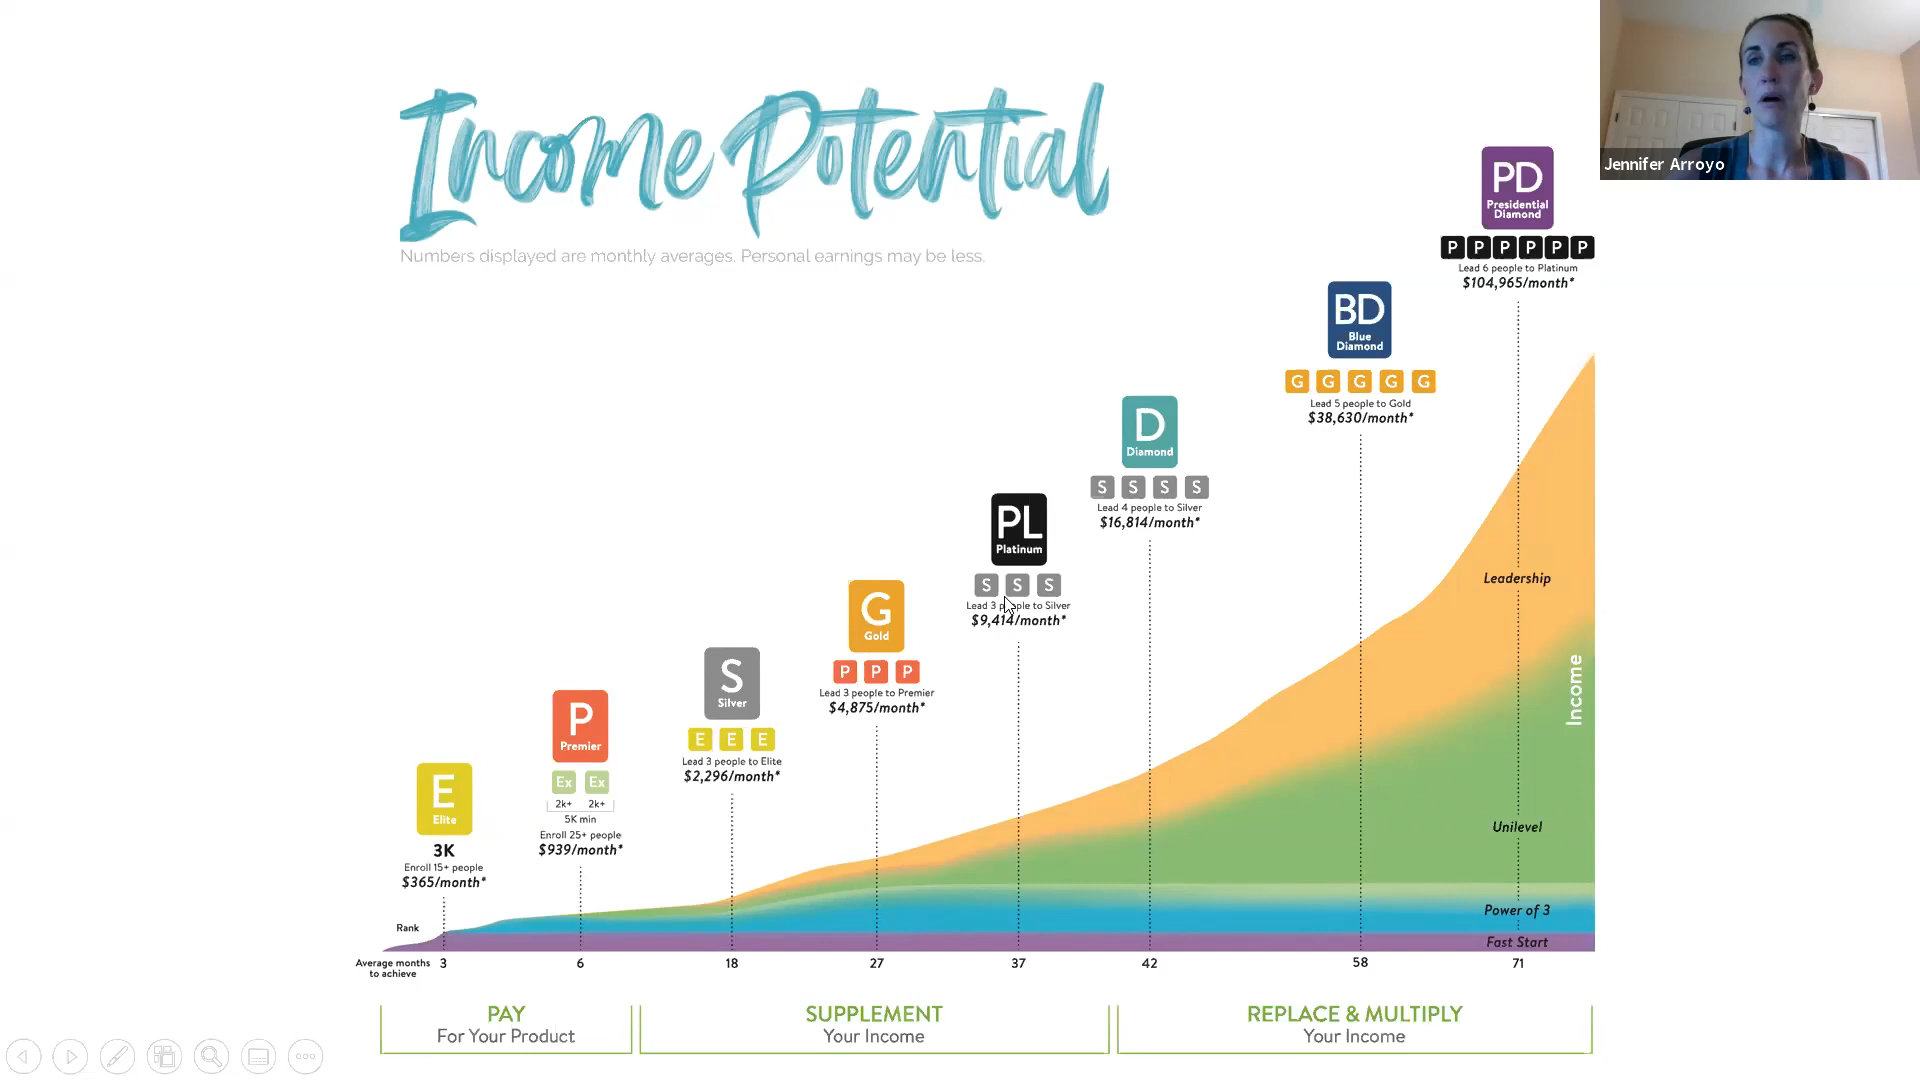 Income Potential
Numbers displayed are monthly averages. Personal earnings may be less.
Jennifer Arroyo
PD
Presidential
Diamond
P P P P P P
Lead 6 people to Platinum
$104,965/month*
BD
Blue
Diamond
G G G G G
Lead 5 people to Gold
$38,630/month*
D
Diamond
S S S S
Lead 4 people to Silver
$16,814/month*
PL
Platinum
S S S
Lead 3 people to Silver
$9,414/month*
G
Gold
P P P
Lead 3 people to Premier
$4,875/month*
S
Silver
E E E
Lead 3 people to Elite
$2,296/month*
P
Premier
Ex Ex
2k+ 2k+
5K min
Enroll 25+ people
$939/month*
E
Elite
3K
Enroll 15+ people
$365/month*
Leadership
Income
Unilevel
Power of 3
Fast Start
Rank
Average months
to achieve
3 6 18 27 37 42 58 71
PAY
For Your Product
SUPPLEMENT
Your Income
REPLACE & MULTIPLY
Your Income